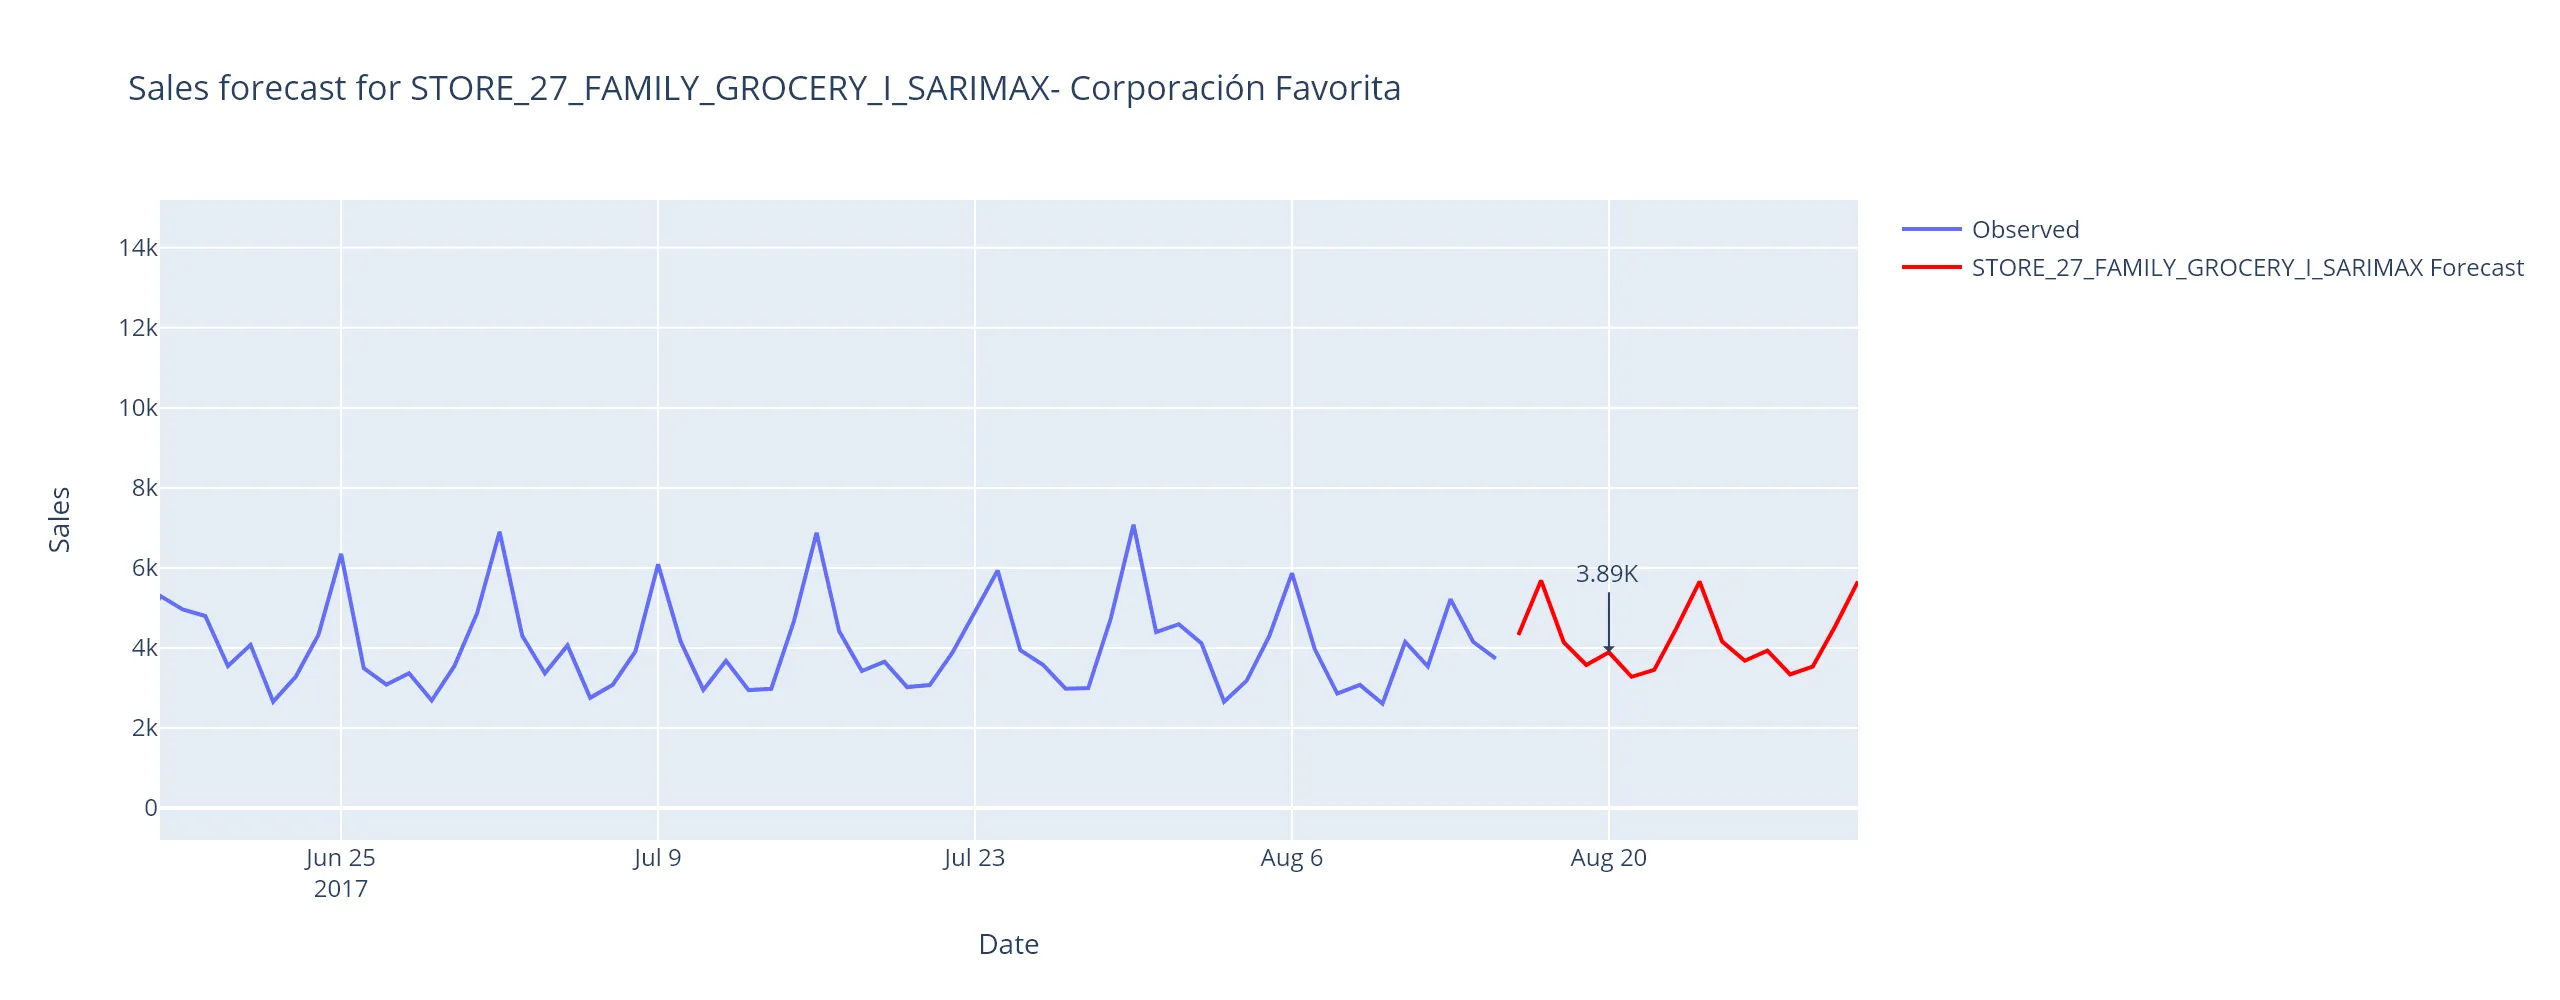 Sales forecast for STORE_27_FAMILY_GROCERY_I_SARIMAX- Corporación Favorita
Observed
STORE_27_FAMILY_GROCERY_I_SARIMAX Forecast
14k
12k
10k
8k
6k
4k
2k
0
Sales
3.89K
Jun 25
2017
Jul 9
Jul 23
Aug 6
Aug 20
Date